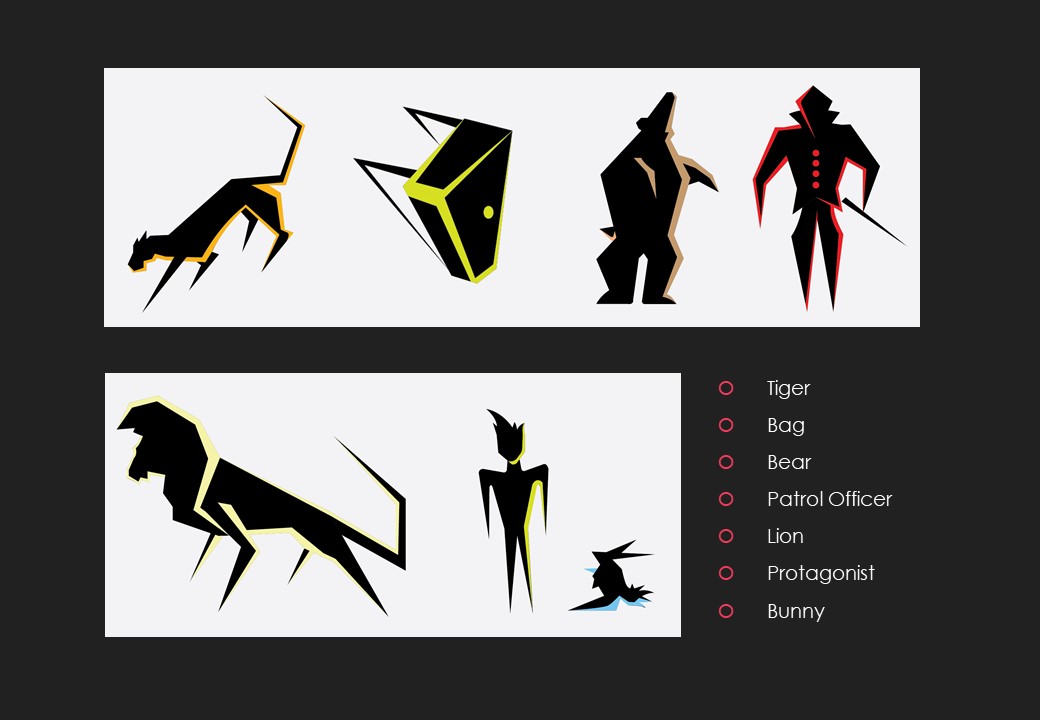 Tiger
Bag
Bear
Patrol Officer
Lion
Protagonist
Bunny